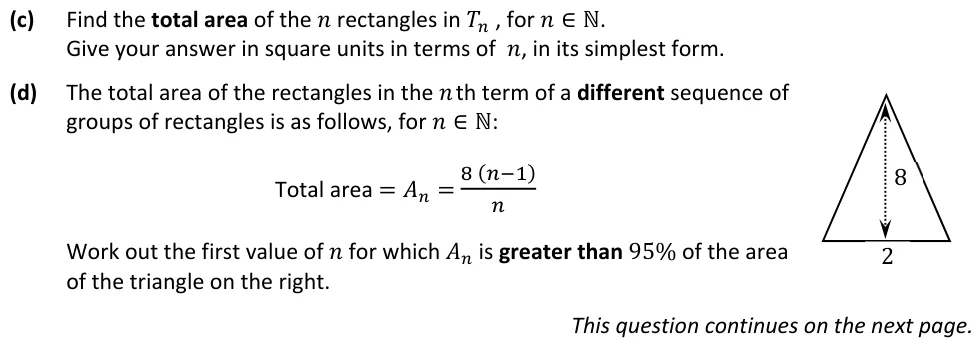 (c) Find the total area of the n rectangles in Tₙ , for n ∈ ℕ.
Give your answer in square units in terms of n, in its simplest form.
(d) The total area of the rectangles in the nth term of a different sequence of
groups of rectangles is as follows, for n ∈ ℕ:
Total area = Aₙ = 8 (n−1)/n
8
2
Work out the first value of n for which Aₙ is greater than 95% of the area
of the triangle on the right.
This question continues on the next page.